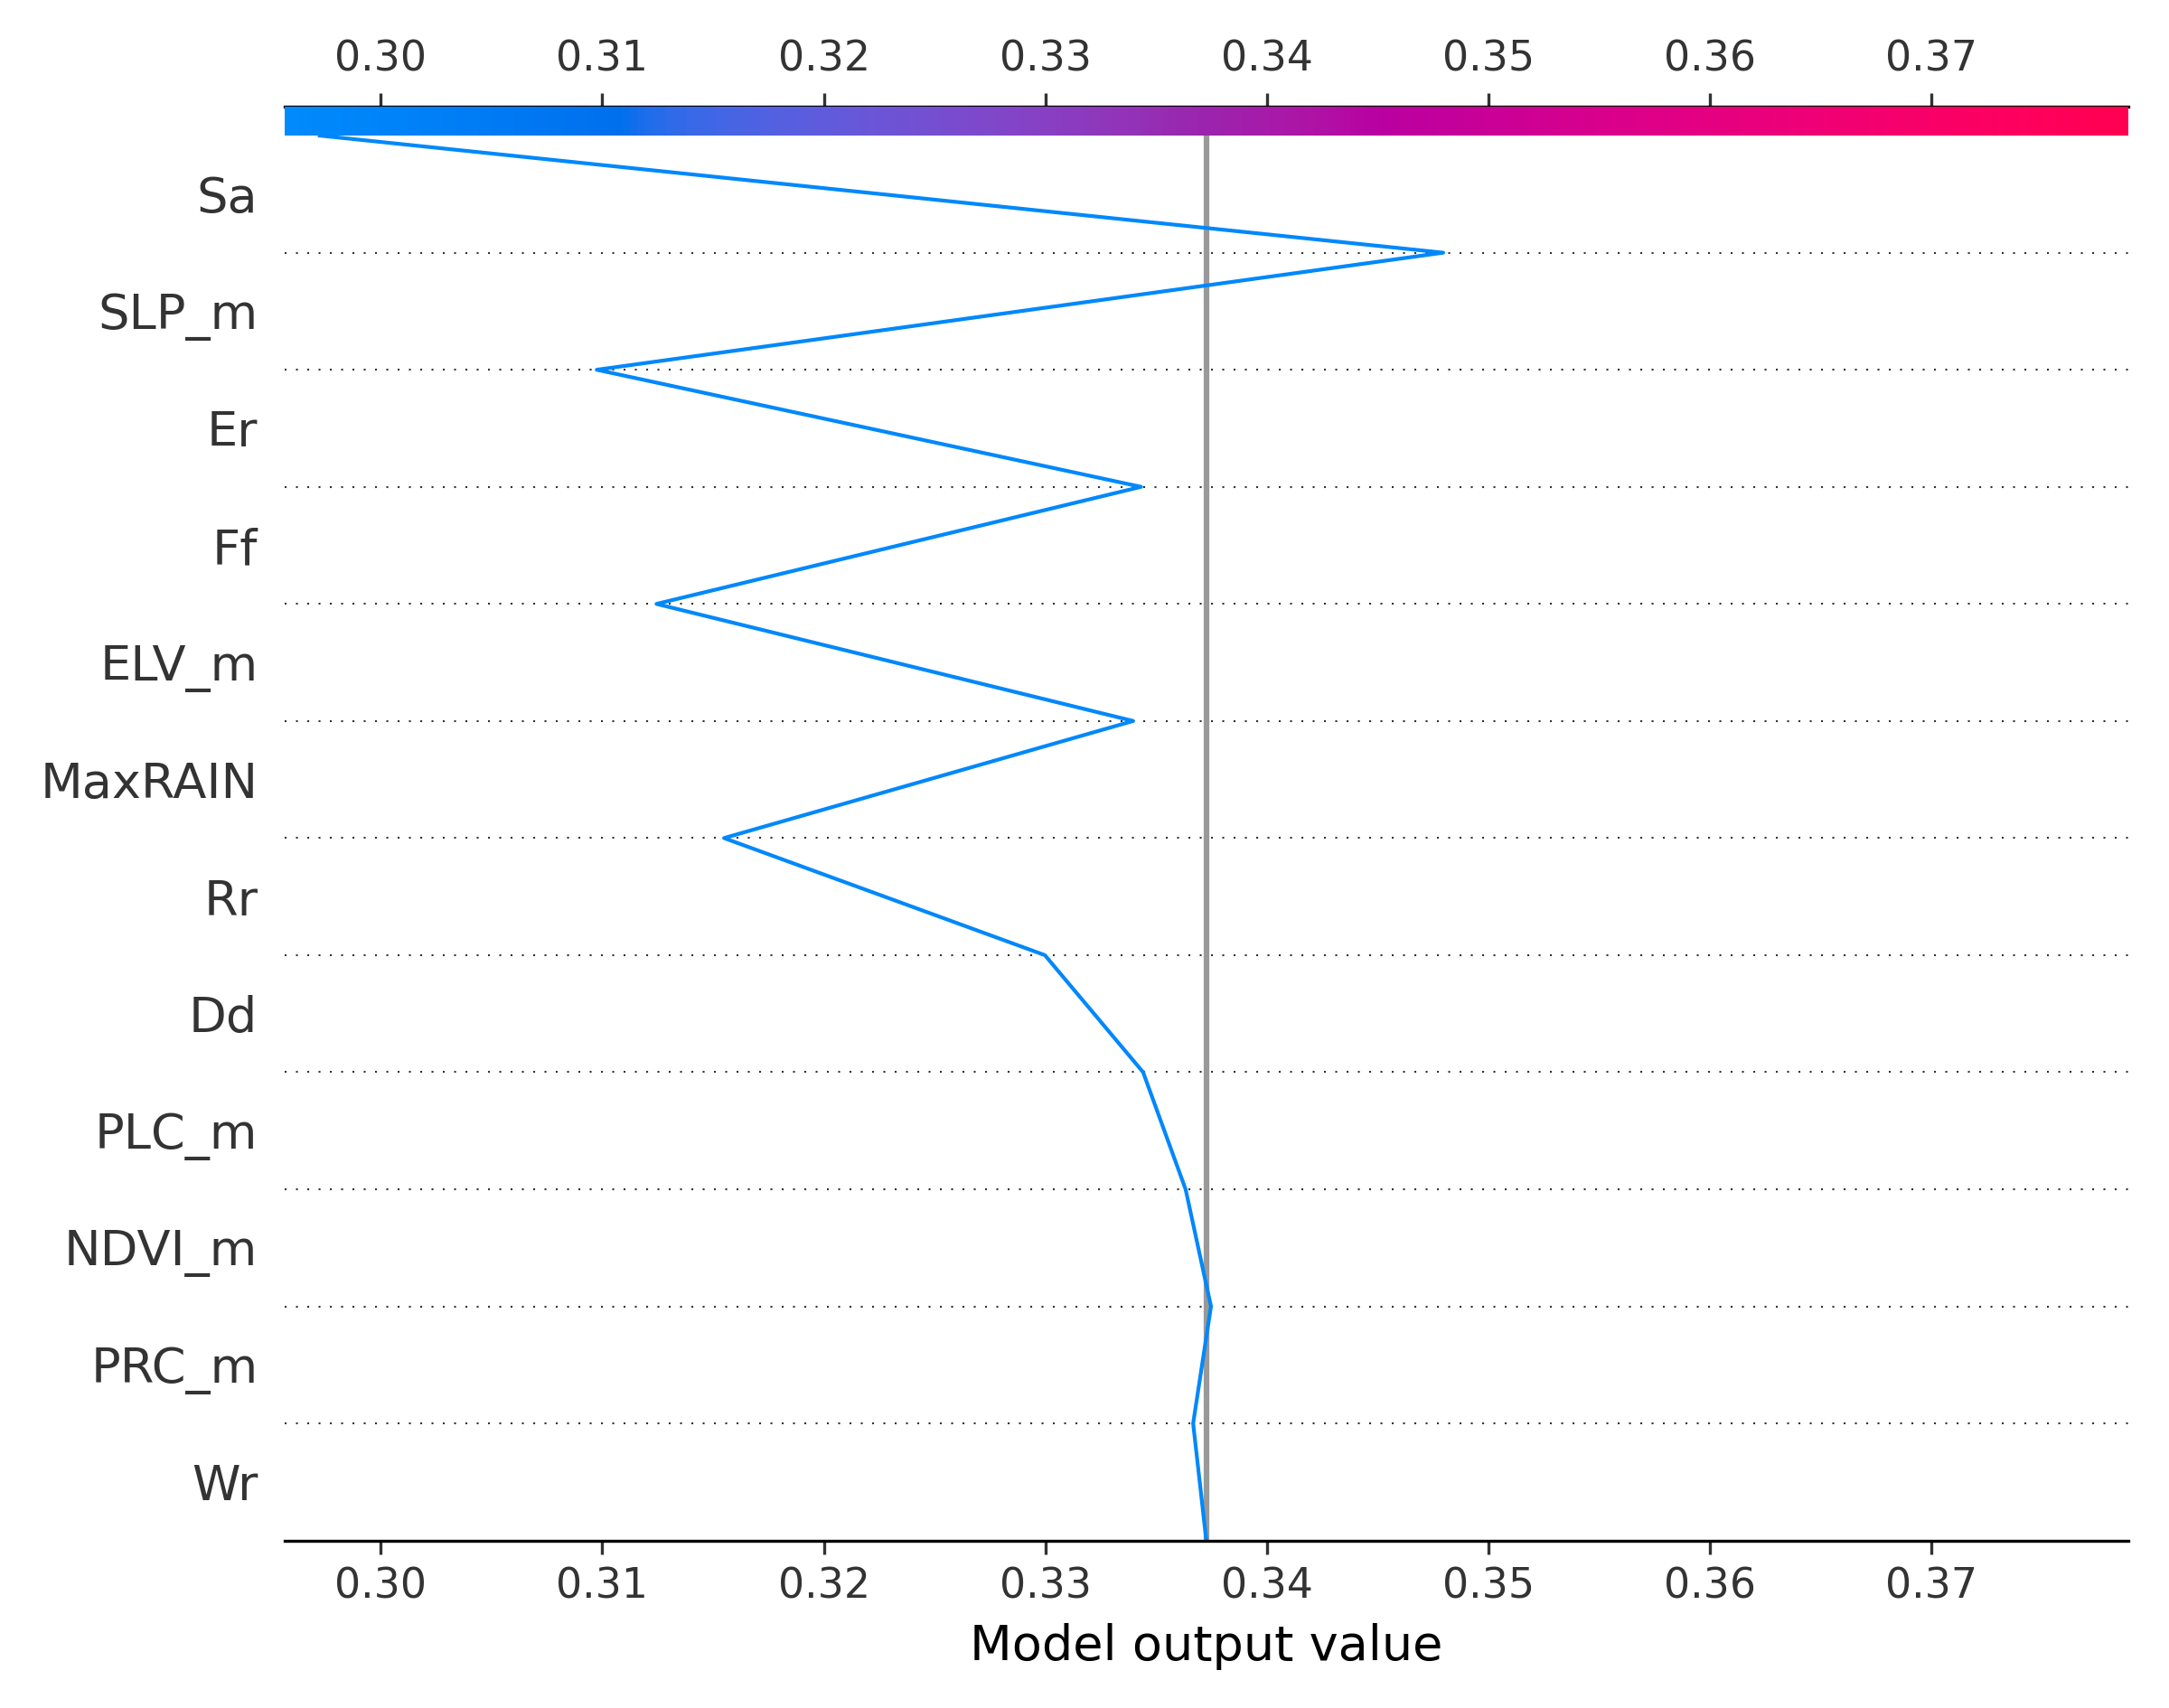 0.30 0.31 0.32 0.33 0.34 0.35 0.36 0.37
Sa
SLP_m
Er
Ff
ELV_m
MaxRAIN
Rr
Dd
PLC_m
NDVI_m
PRC_m
Wr
0.30 0.31 0.32 0.33 0.34 0.35 0.36 0.37
Model output value